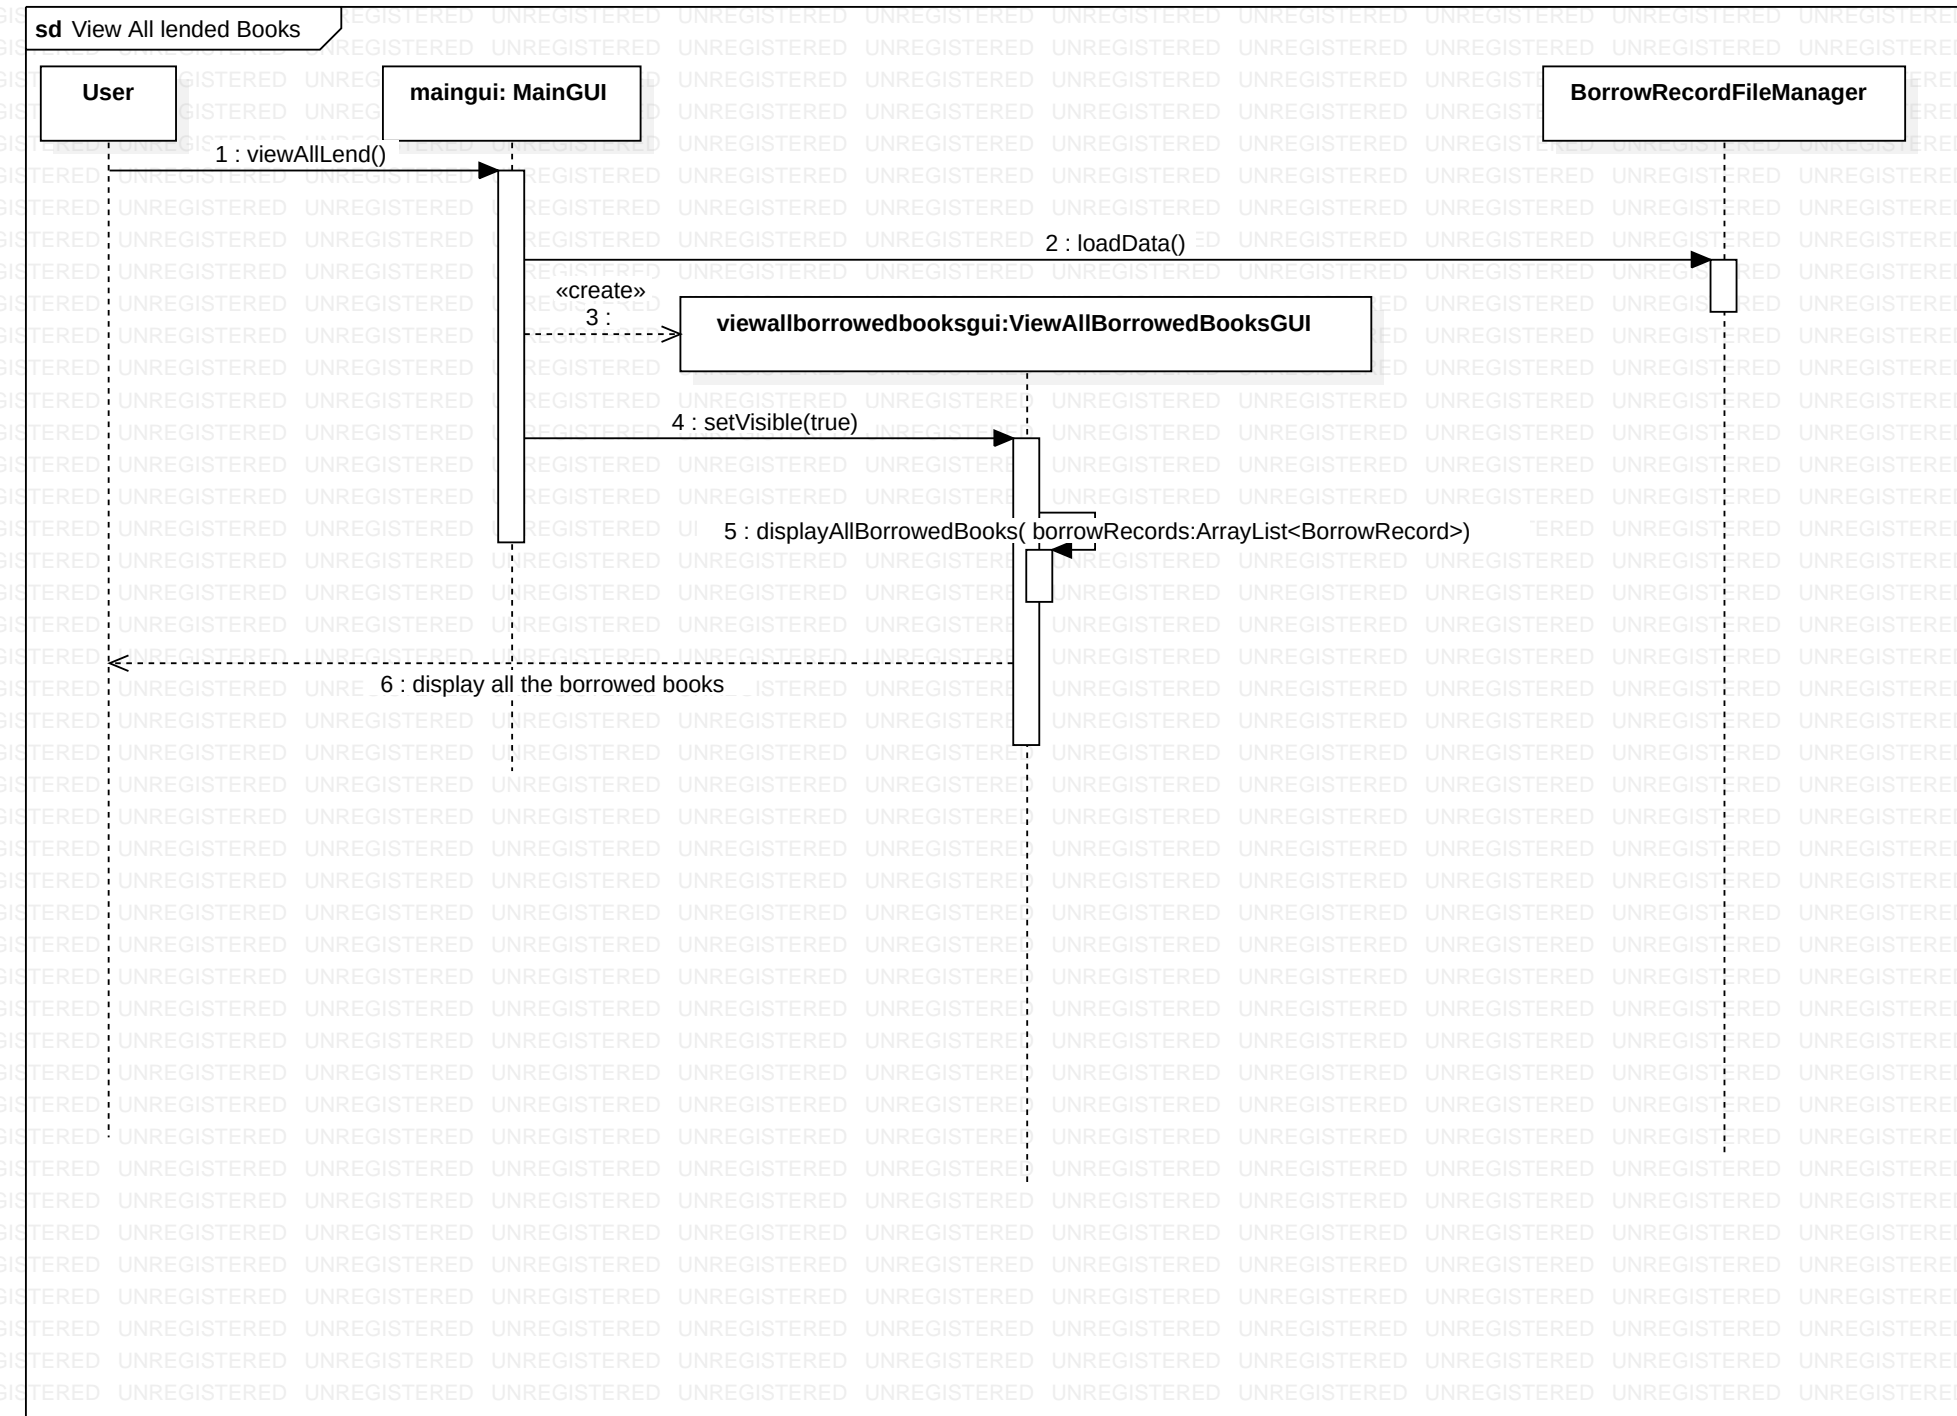 sd View All lended Books
User
maingui: MainGUI
BorrowRecordFileManager
1 : viewAllLend()
2 : loadData()
«create»
3 :
viewallborrowedbooksgui:ViewAllBorrowedBooksGUI
4 : setVisible(true)
5 : displayAllBorrowedBooks( borrowRecords:ArrayList<BorrowRecord>)
6 : display all the borrowed books
UNREGISTERED